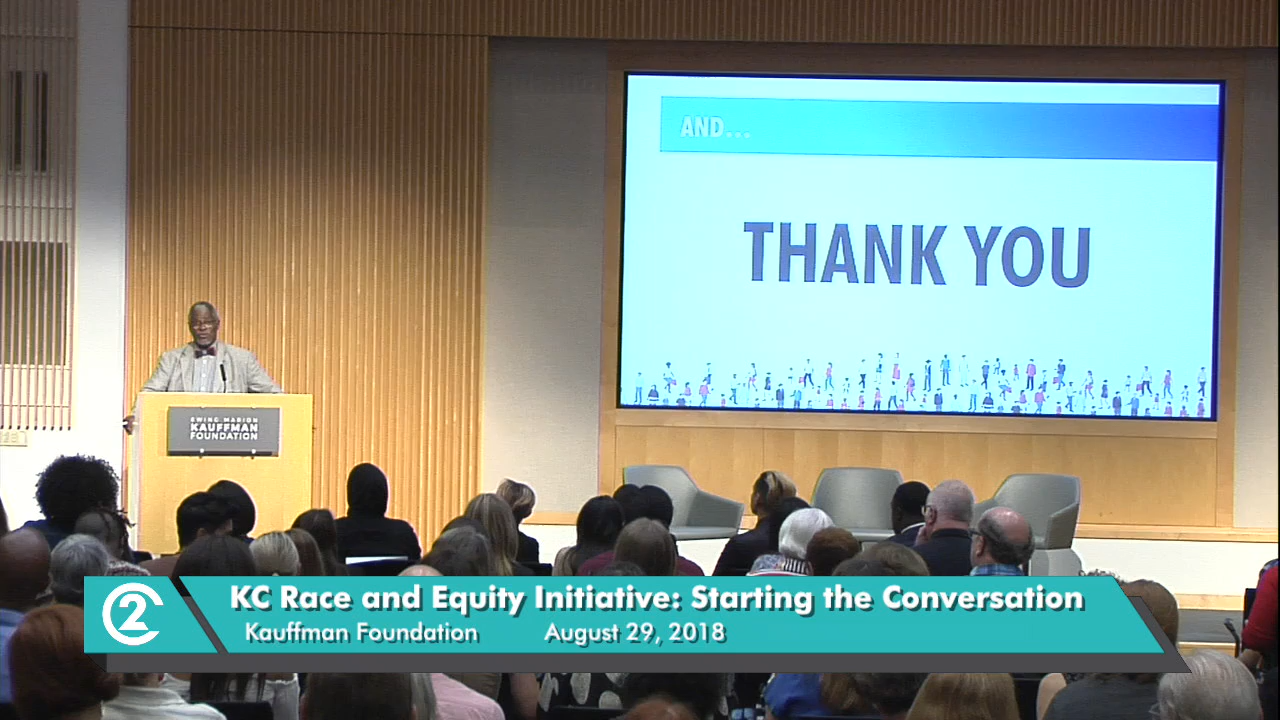 AND...
THANK YOU
EWING MARION
KAUFFMAN
FOUNDATION
KC Race and Equity Initiative: Starting the Conversation
Kauffman Foundation August 29, 2018
C2